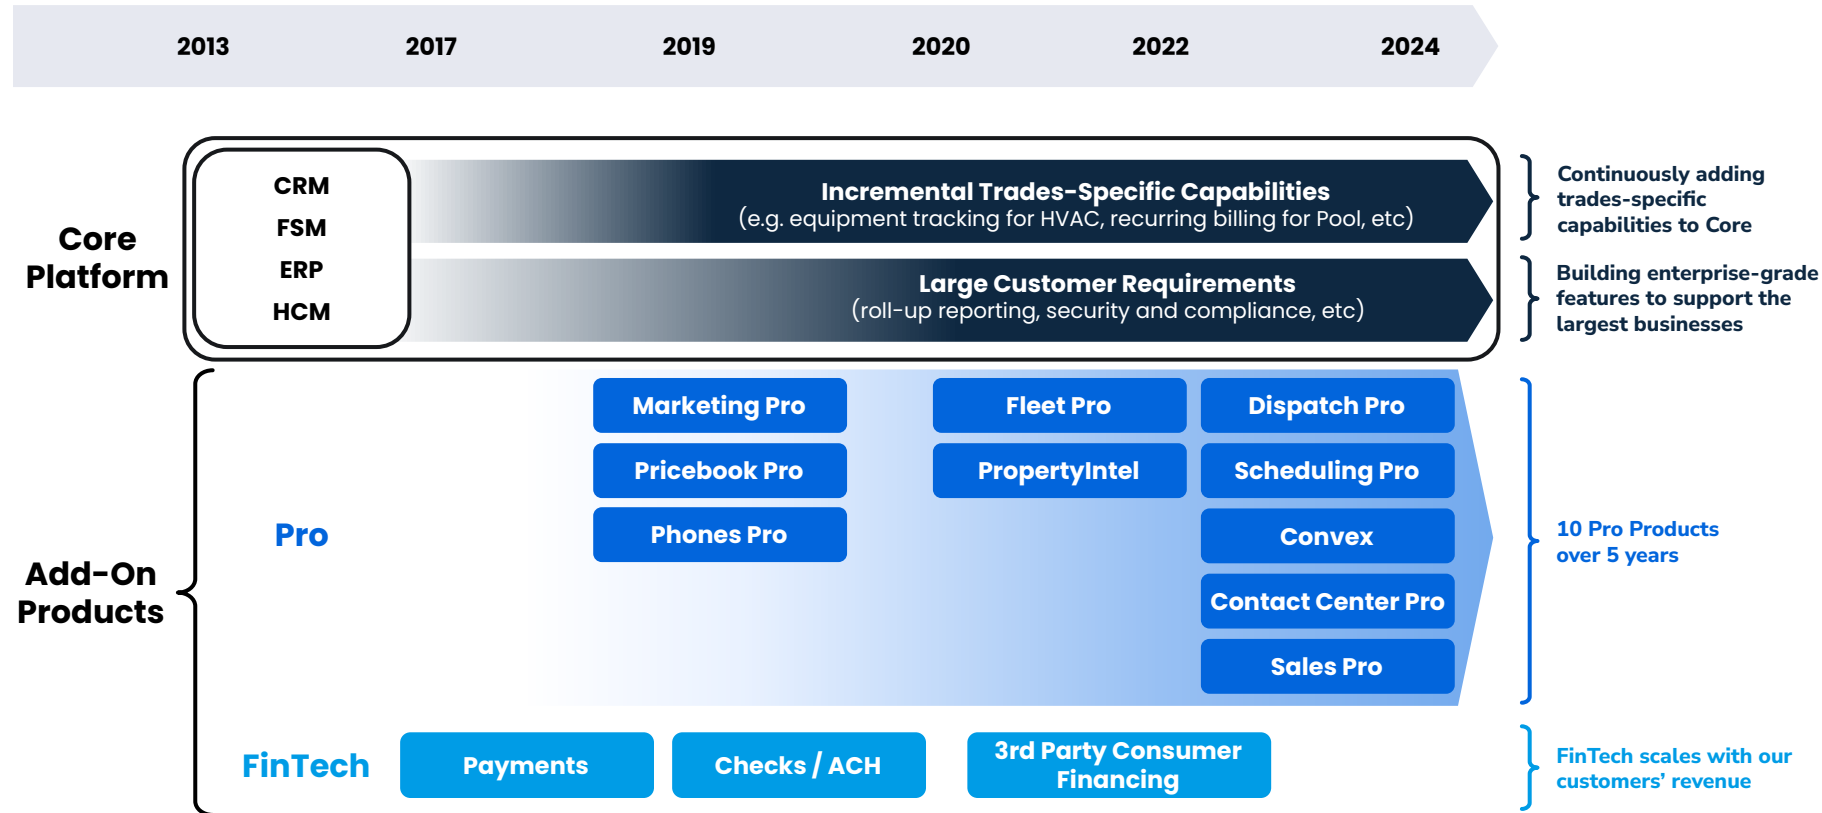 2013 2017 2019 2020 2022 2024
Core
Platform
CRM
FSM
ERP
HCM
Incremental Trades-Specific Capabilities
(e.g. equipment tracking for HVAC, recurring billing for Pool, etc)
Large Customer Requirements
(roll-up reporting, security and compliance, etc)
Continuously adding
trades-specific
capabilities to Core
Building enterprise-grade
features to support the
largest businesses
Add-On
Products
Pro
Marketing Pro
Pricebook Pro
Phones Pro
Fleet Pro
PropertyIntel
Dispatch Pro
Scheduling Pro
Convex
Contact Center Pro
Sales Pro
10 Pro Products
over 5 years
FinTech
Payments
Checks / ACH
3rd Party Consumer
Financing
FinTech scales with our
customers’ revenue